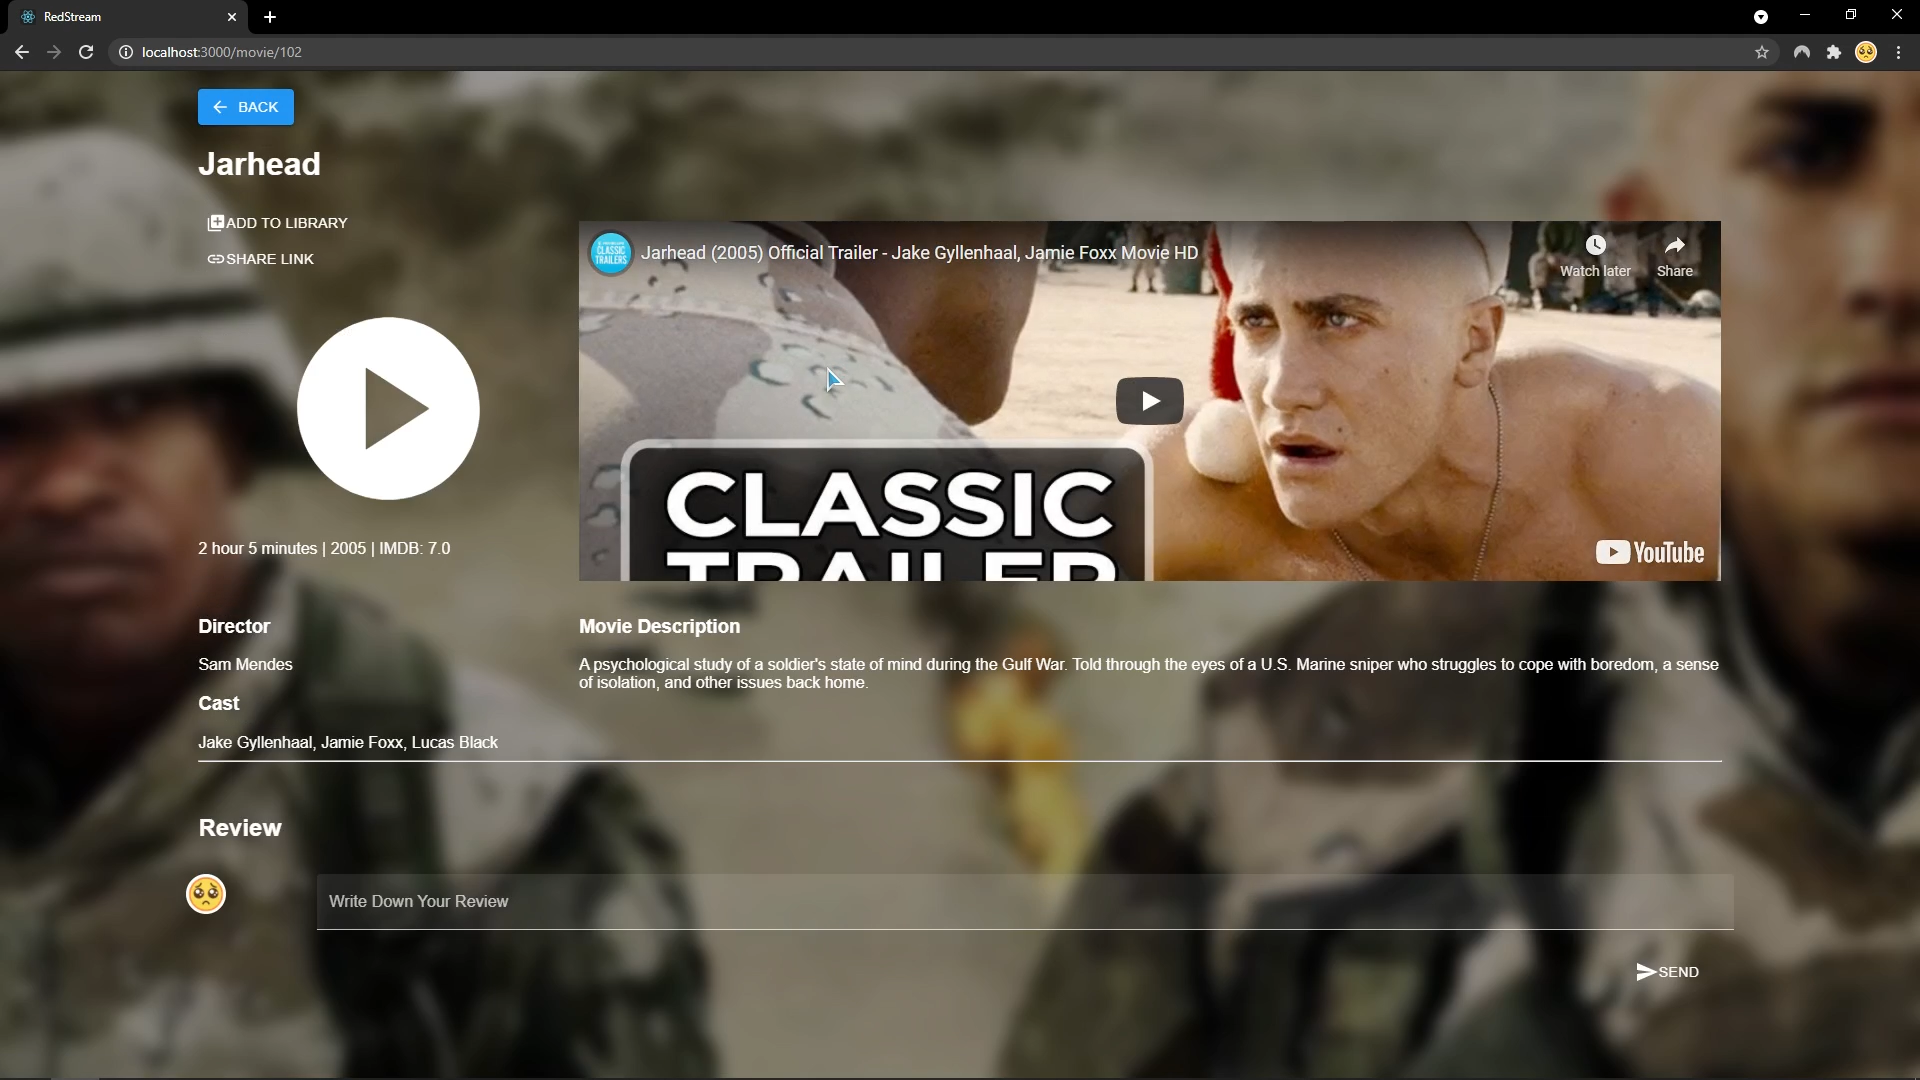 RedStream
localhost:3000/movie/102
BACK
Jarhead
ADD TO LIBRARY
SHARE LINK
CLASSIC
TRAILERS
Jarhead (2005) Official Trailer - Jake Gyllenhaal, Jamie Foxx Movie HD
Watch later
Share
CLASSIC
TRAILER
YouTube
2 hour 5 minutes | 2005 | IMDB: 7.0
Director
Sam Mendes
Cast
Jake Gyllenhaal, Jamie Foxx, Lucas Black
Movie Description
A psychological study of a soldier's state of mind during the Gulf War. Told through the eyes of a U.S. Marine sniper who struggles to cope with boredom, a sense
of isolation, and other issues back home.
Review
Write Down Your Review
SEND